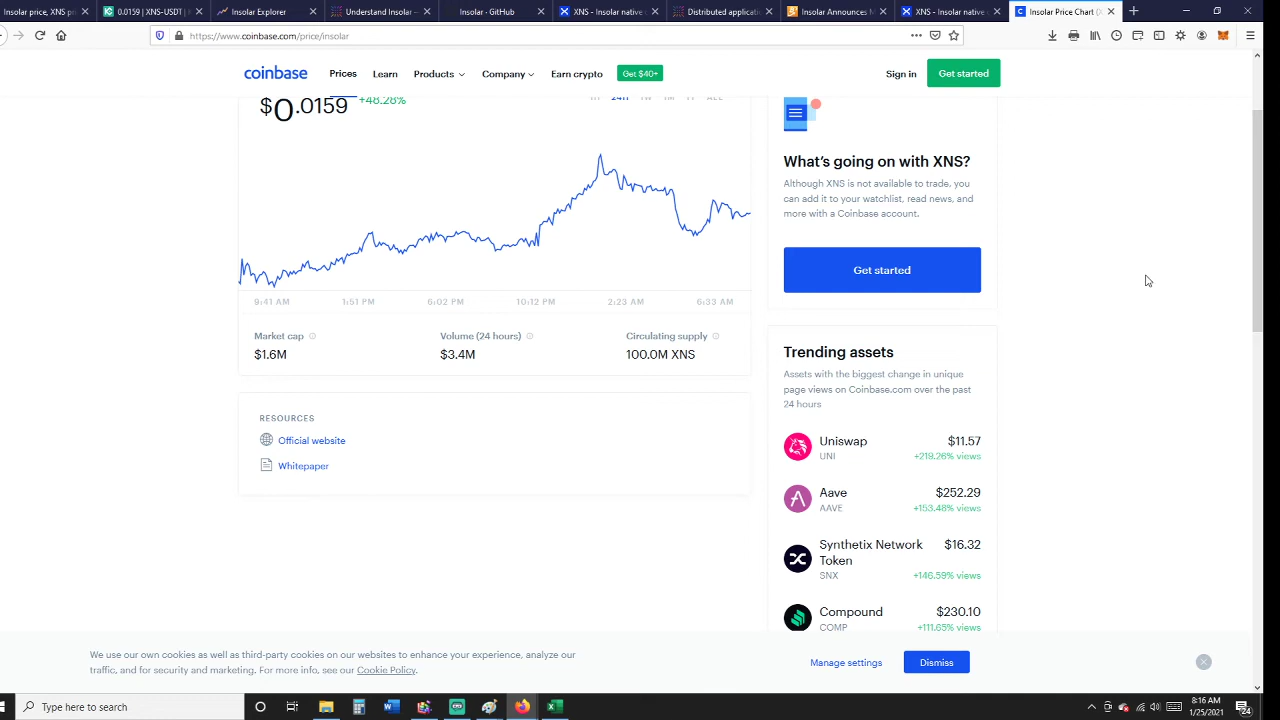 Insolar price, XNS pri
0.0159 | XNS-USDT |
Insolar Explorer
Understand Insolar –
Insolar · GitHub
XNS - Insolar native c
Distributed applicatio
Insolar Announces M
XNS - Insolar native c
Insolar Price Chart (X
https://www.coinbase.com/price/insolar
coinbase
Prices
Learn
Products
Company
Earn crypto
Get $40+
Sign in
Get started
$0.0159
+48.28%
24H
ALL
9:41 AM
1:51 PM
6:02 PM
10:12 PM
2:23 AM
6:33 AM
Market cap
$1.6M
Volume (24 hours)
$3.4M
Circulating supply
100.0M XNS
RESOURCES
Official website
Whitepaper
What's going on with XNS?
Although XNS is not available to trade, you
can add it to your watchlist, read news, and
more with a Coinbase account.
Get started
Trending assets
Assets with the biggest change in unique
page views on Coinbase.com over the past
24 hours
Uniswap
$11.57
UNI
+219.26% views
Aave
$252.29
AAVE
+153.48% views
Synthetix Network
Token
$16.32
SNX
+146.59% views
Compound
$230.10
COMP
+111.65% views
We use our own cookies as well as third-party cookies on our websites to enhance your experience, analyze our
traffic, and for security and marketing. For more info, see our Cookie Policy.
Manage settings
Dismiss
Type here to search
8:16 AM
1/25/2021
24